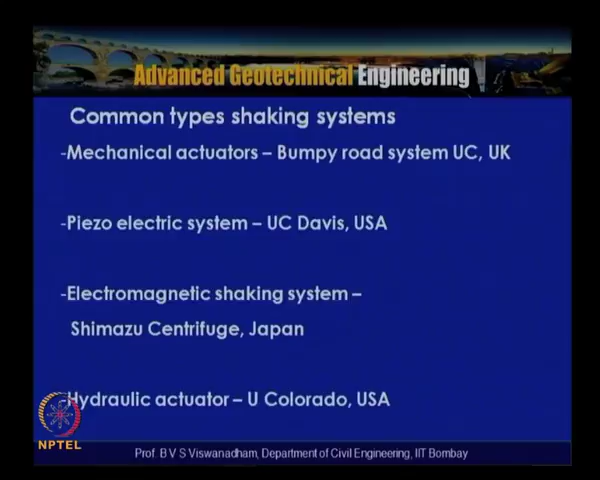 Advanced Geotechnical Engineering
Common types shaking systems
-Mechanical actuators – Bumpy road system UC, UK
-Piezo electric system – UC Davis, USA
-Electromagnetic shaking system –
Shimazu Centrifuge, Japan
-Hydraulic actuator – U Colorado, USA
NPTEL
Prof. B V S Viswanadham, Department of Civil Engineering, IIT Bombay